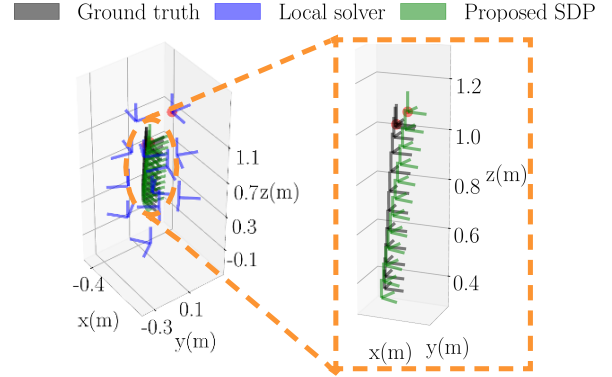 Ground truth Local solver Proposed SDP
1.2
1.0
z(m)
0.8
0.6
0.4
x(m) y(m)
1.1
0.7 z(m)
0.3
-0.1
-0.4
x(m)
-0.3
0.1
y(m)